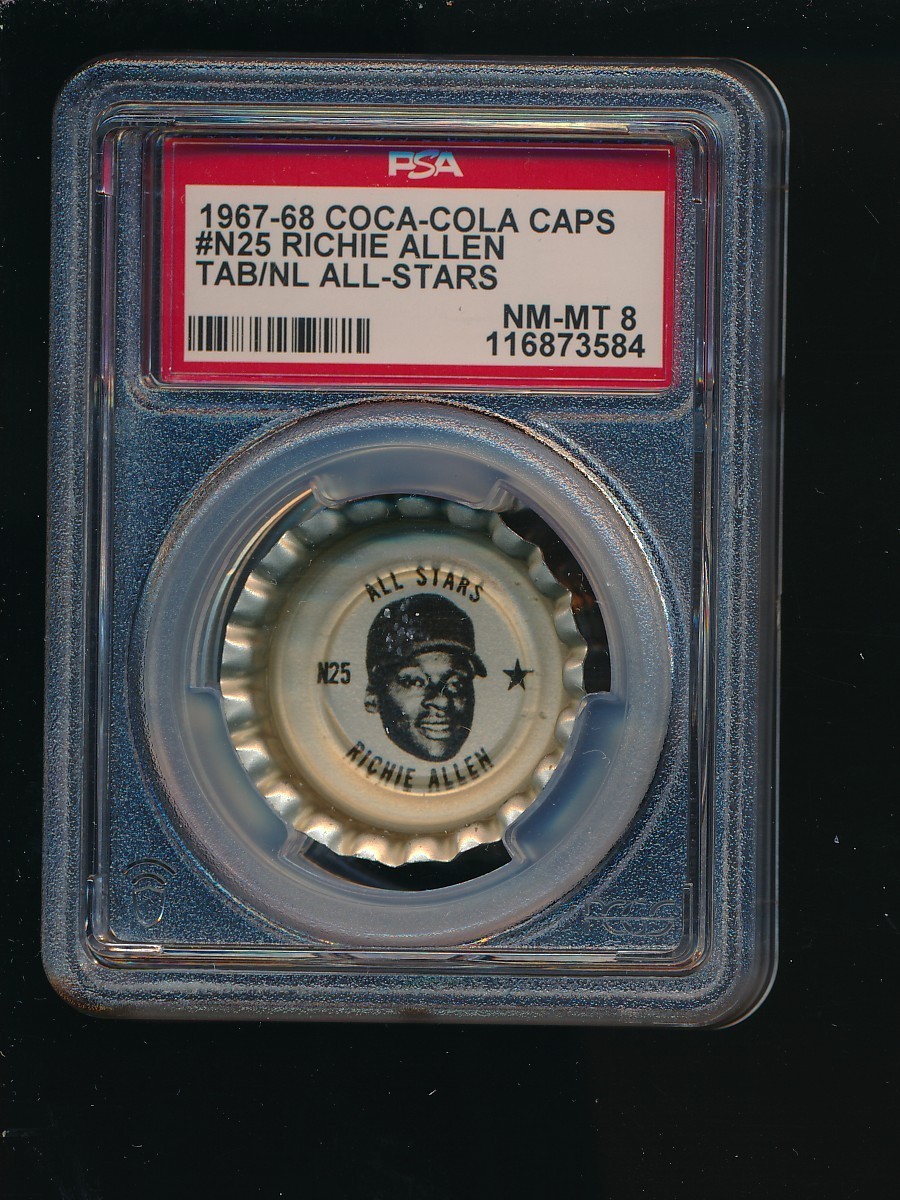 PSA
1967-68 COCA-COLA CAPS
#N25 RICHIE ALLEN
TAB/NL ALL-STARS
NM-MT 8
116873584
ALL STARS
N25
RICHIE ALLEN